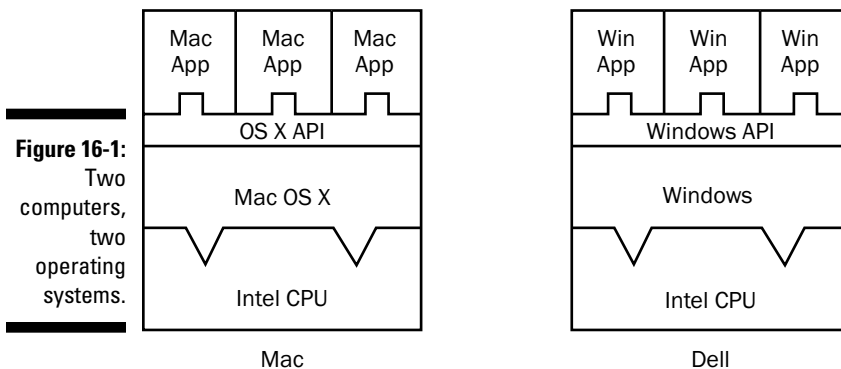 Figure 16-1:
Two
computers,
two
operating
systems.
Mac
App
Mac
App
Mac
App
OS X API
Mac OS X
Intel CPU
Mac
Win
App
Win
App
Win
App
Windows API
Windows
Intel CPU
Dell